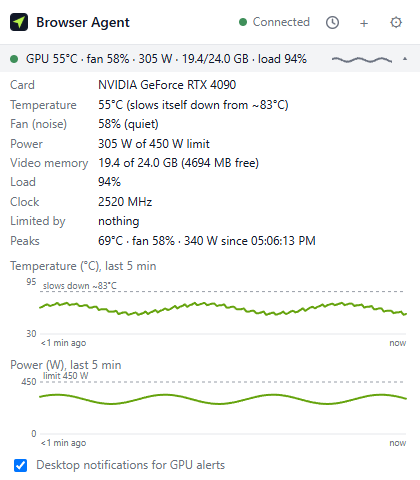 Browser Agent
Connected
GPU 55°C · fan 58% · 305 W · 19.4/24.0 GB · load 94%
Card NVIDIA GeForce RTX 4090
Temperature 55°C (slows itself down from ~83°C)
Fan (noise) 58% (quiet)
Power 305 W of 450 W limit
Video memory 19.4 of 24.0 GB (4694 MB free)
Load 94%
Clock 2520 MHz
Limited by nothing
Peaks 69°C · fan 58% · 340 W since 05:06:13 PM
Temperature (°C), last 5 min
95 slows down ~83°C
30
<1 min ago now
Power (W), last 5 min
limit 450 W
450
0
<1 min ago now
Desktop notifications for GPU alerts